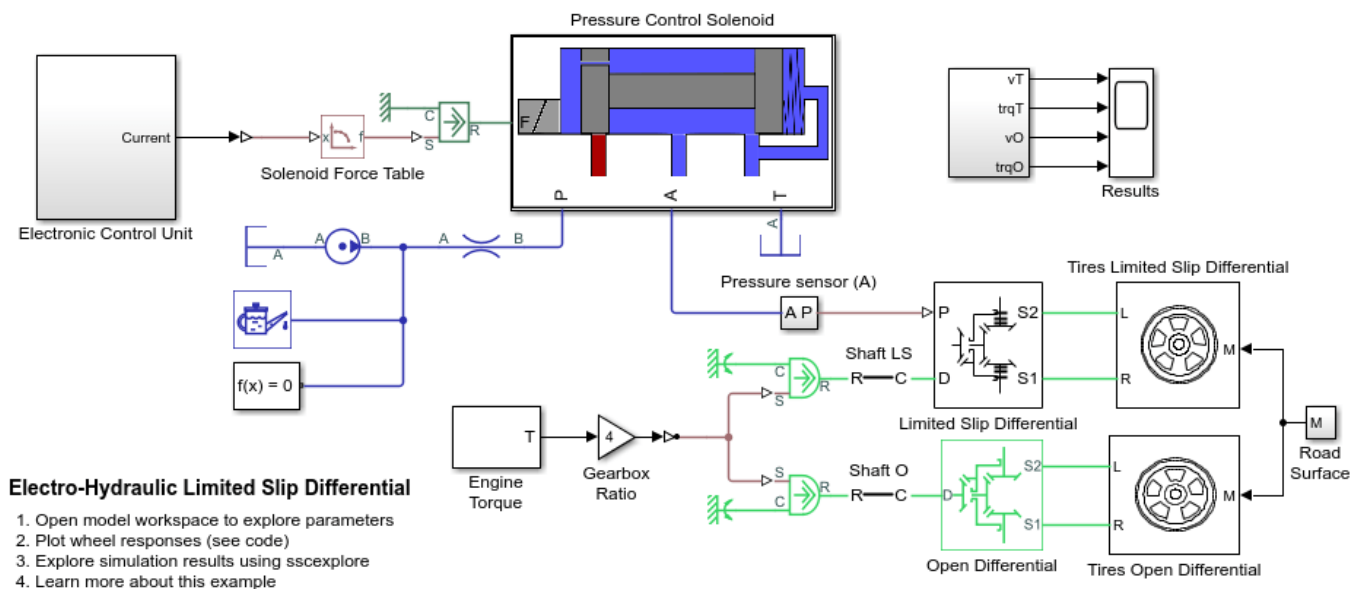 Pressure Control Solenoid
Current
Electronic Control Unit
x f
Solenoid Force Table
C
S
R
F
P A T
A
vT
trqT
vO
trqO
Results
A
A B
A B
f(x) = 0
Pressure sensor (A)
A P
P
D
S2
S1
Limited Slip Differential
Tires Limited Slip Differential
L
R
M
Shaft LS
R C
C
S
R
T
Engine
Torque
4
Gearbox
Ratio
S
C
R
Shaft O
R C
D
S2
S1
Open Differential
L
R
M
Tires Open Differential
M
Road
Surface
Electro-Hydraulic Limited Slip Differential
1. Open model workspace to explore parameters
2. Plot wheel responses (see code)
3. Explore simulation results using sscexplore
4. Learn more about this example